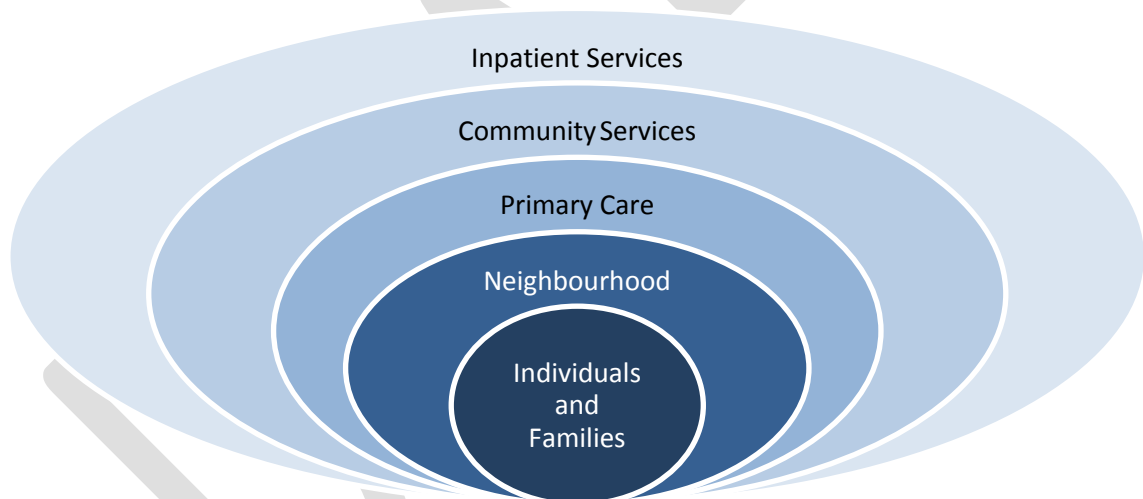 Inpatient Services
Community Services
Primary Care
Neighbourhood
Individuals
and
Families